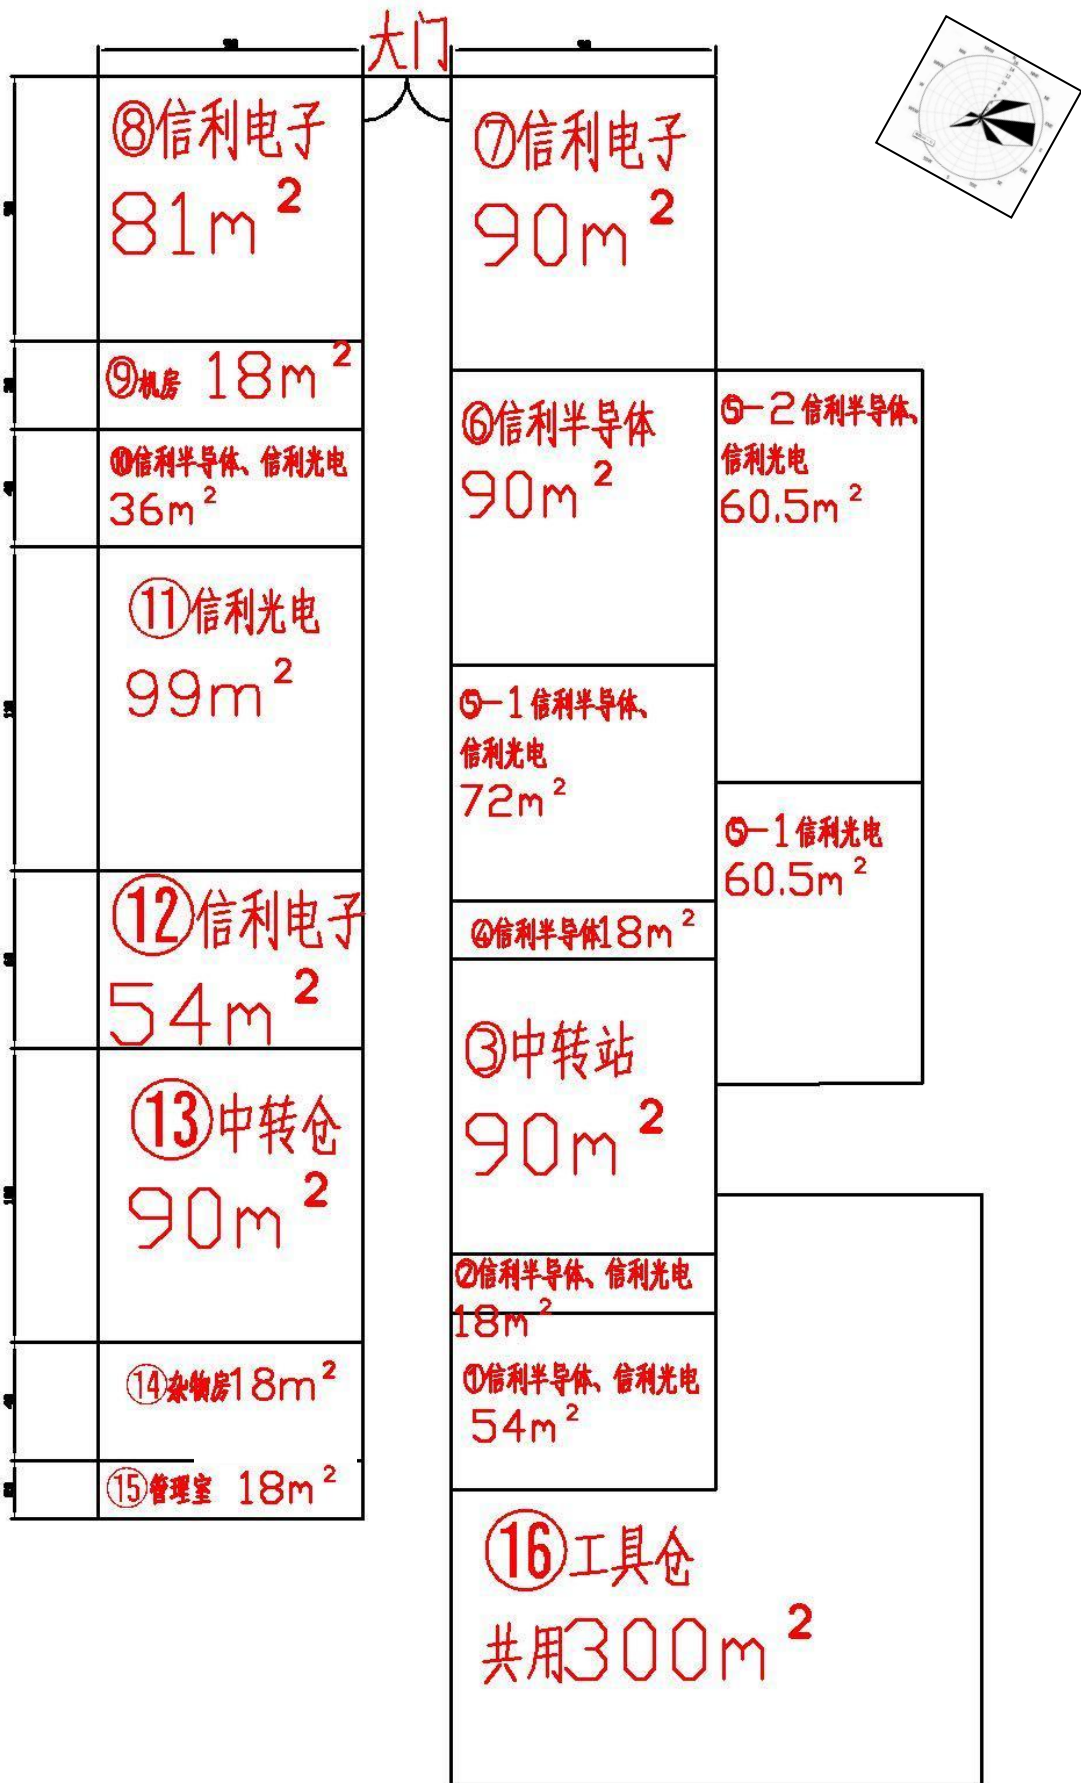 大门
⑧信利电子
81m²
⑨机房 18m²
⑩信利半导体、信利光电
36m²
⑪信利光电
99m²
⑫信利电子
54m²
⑬中转仓
90m²
⑭杂物房18m²
⑮管理室 18m²
⑦信利电子
90m²
⑥信利半导体
90m²
⑤-1信利半导体、
信利光电
72m²
④信利半导体18m²
③中转站
90m²
②信利半导体、信利光电
18m²
①信利半导体、信利光电
54m²
⑤-2信利半导体、
信利光电
60.5m²
⑤-1信利光电
60.5m²
⑯工具仓
共用300m²